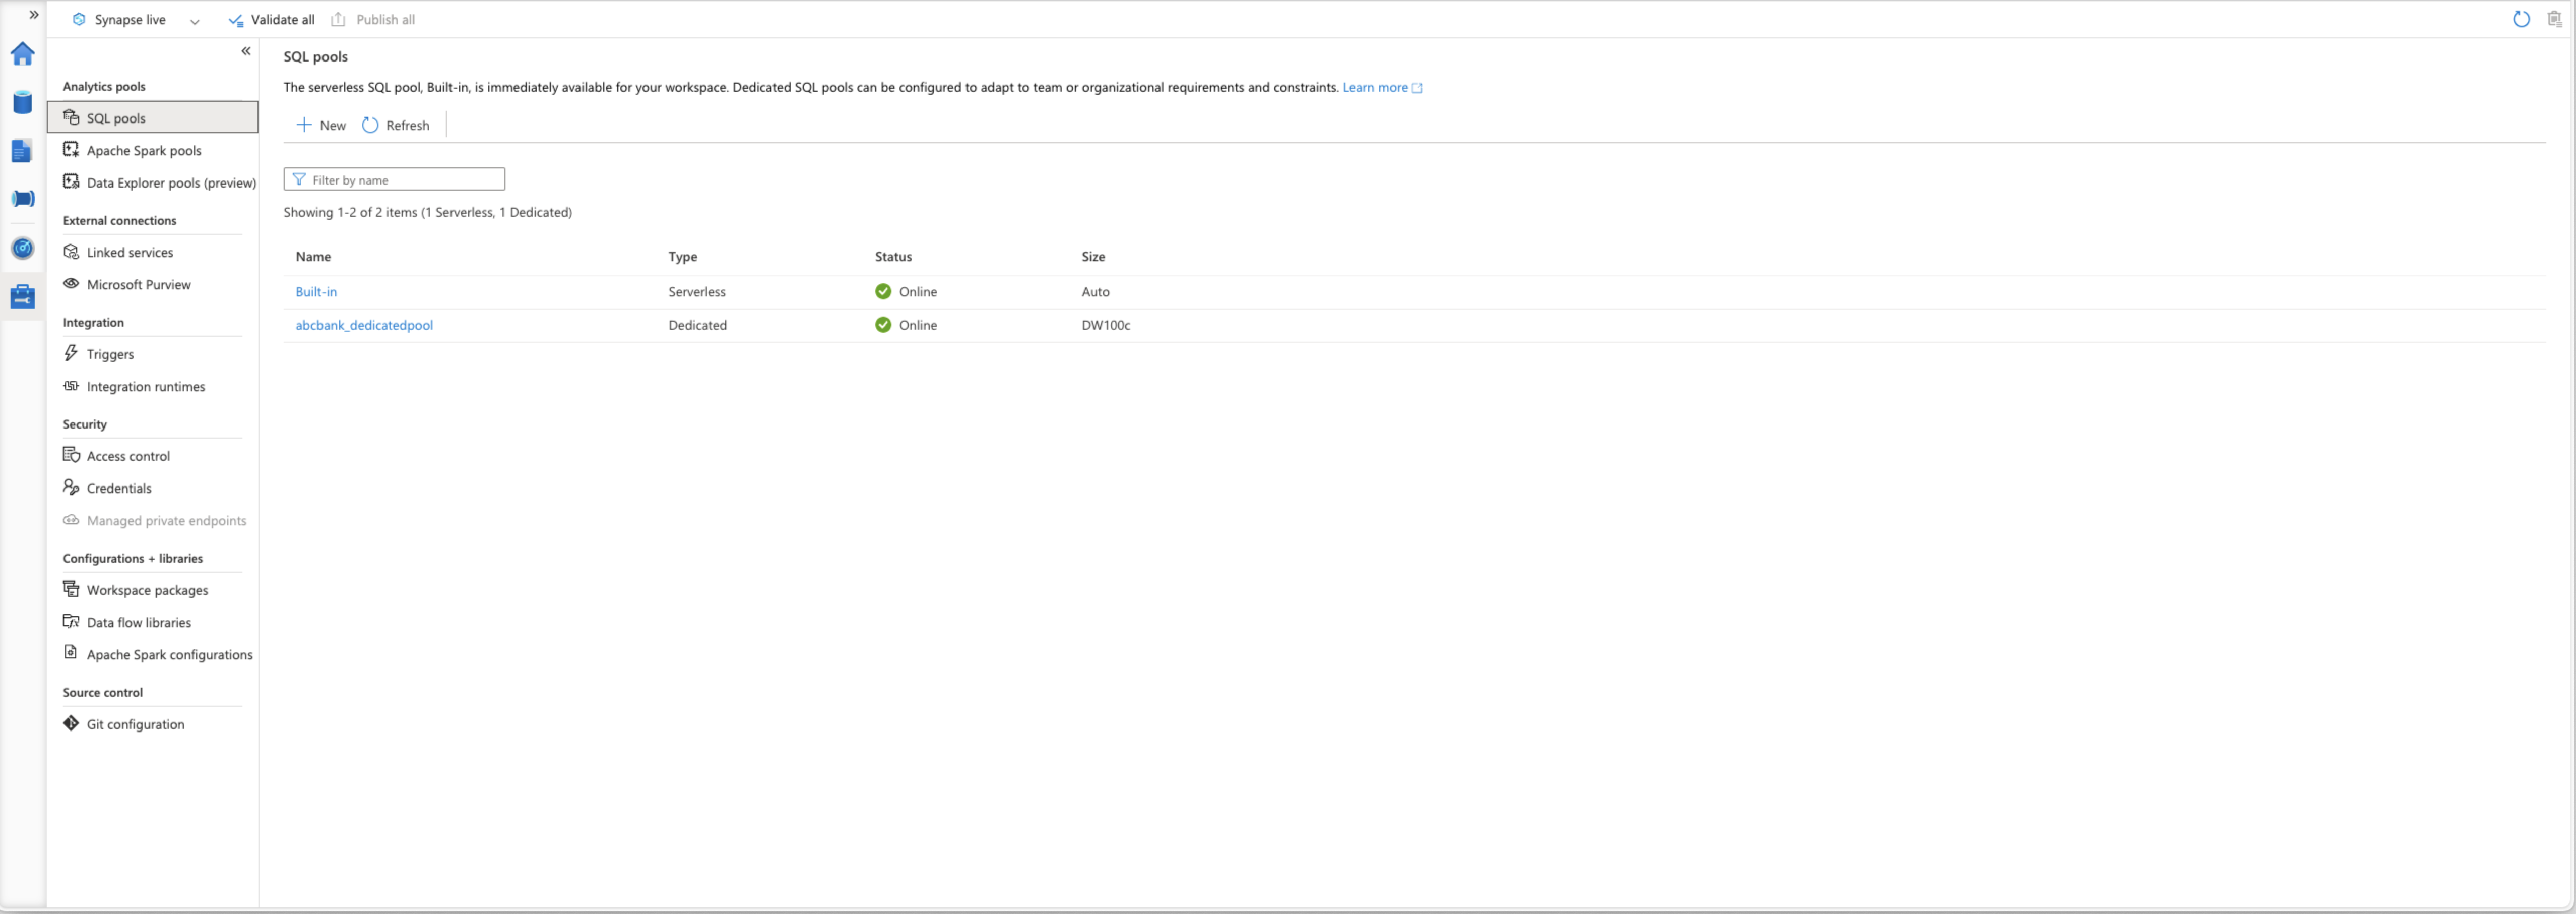 Synapse live
Validate all
Publish all
Analytics pools
SQL pools
Apache Spark pools
Data Explorer pools (preview)
External connections
Linked services
Microsoft Purview
Integration
Triggers
Integration runtimes
Security
Access control
Credentials
Managed private endpoints
Configurations + libraries
Workspace packages
Data flow libraries
Apache Spark configurations
Source control
Git configuration
SQL pools
The serverless SQL pool, Built-in, is immediately available for your workspace. Dedicated SQL pools can be configured to adapt to team or organizational requirements and constraints. Learn more
New Refresh
Filter by name
Showing 1-2 of 2 items (1 Serverless, 1 Dedicated)
Name Type Status Size
Built-in Serverless Online Auto
abcbank_dedicatedpool Dedicated Online DW100c